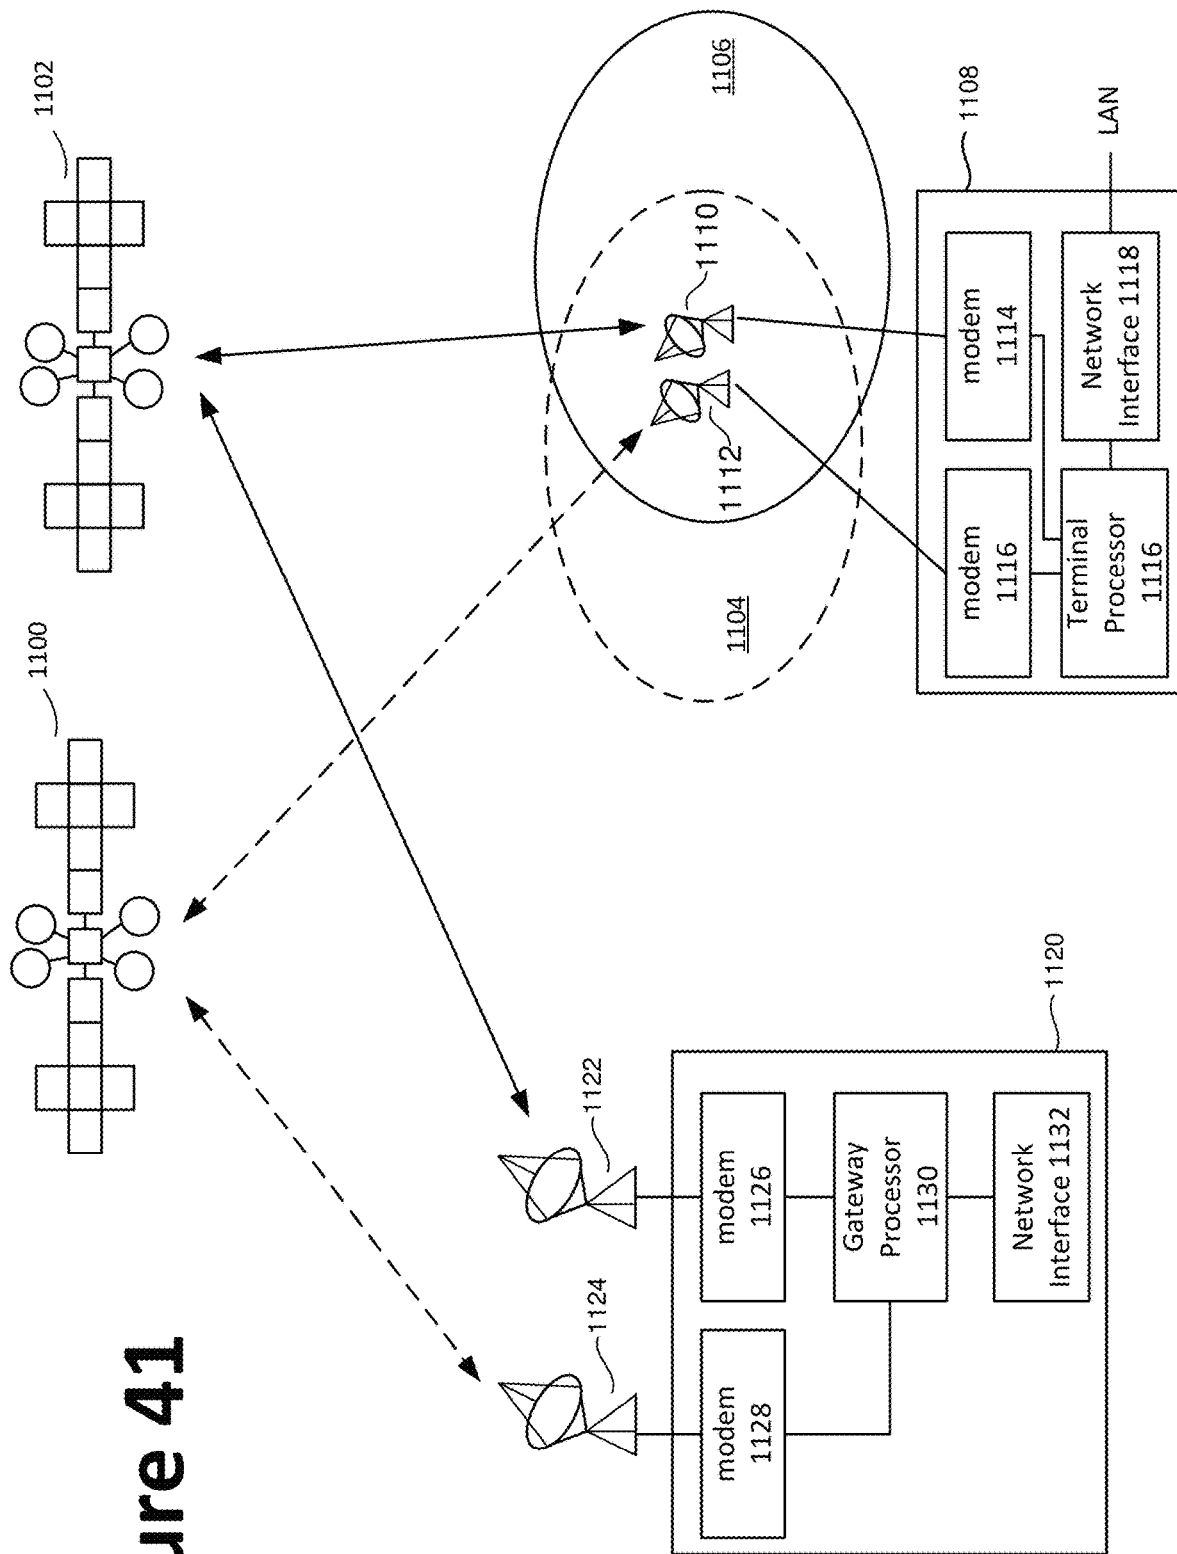 ure 41
1100
1102
1104
1106
1110
1112
1124
1122
1120
modem
1128
modem
1126
Gateway
Processor
1130
Network
Interface 1132
1108
modem
1116
modem
1114
Terminal
Processor
1116
Network
Interface 1118
LAN